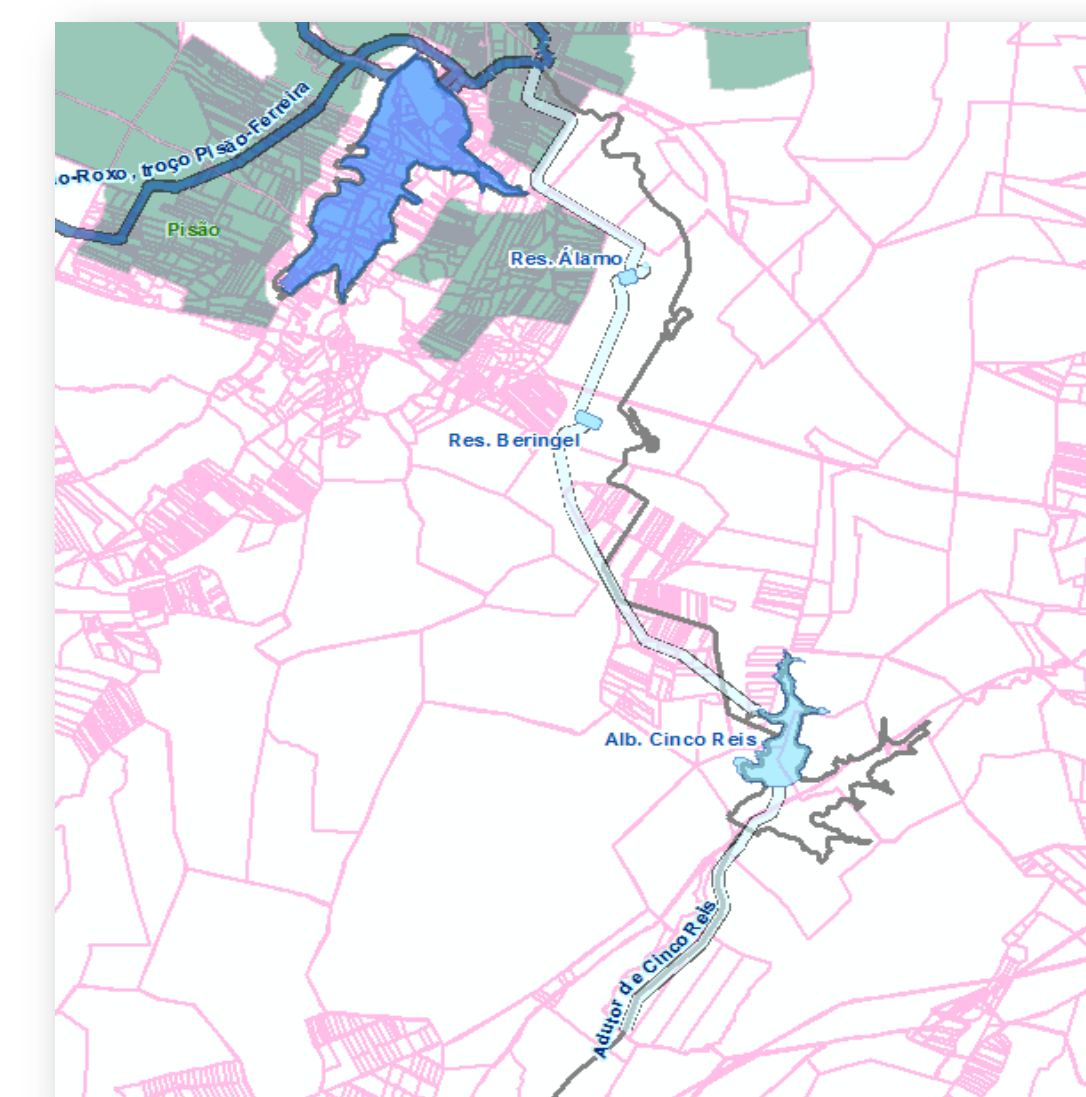 o-Roxo, troço Pisão-Ferreira
Pisão
Res. Álamo
Res. Beringel
Alb. Cinco Reis
Adutor de Cinco Reis